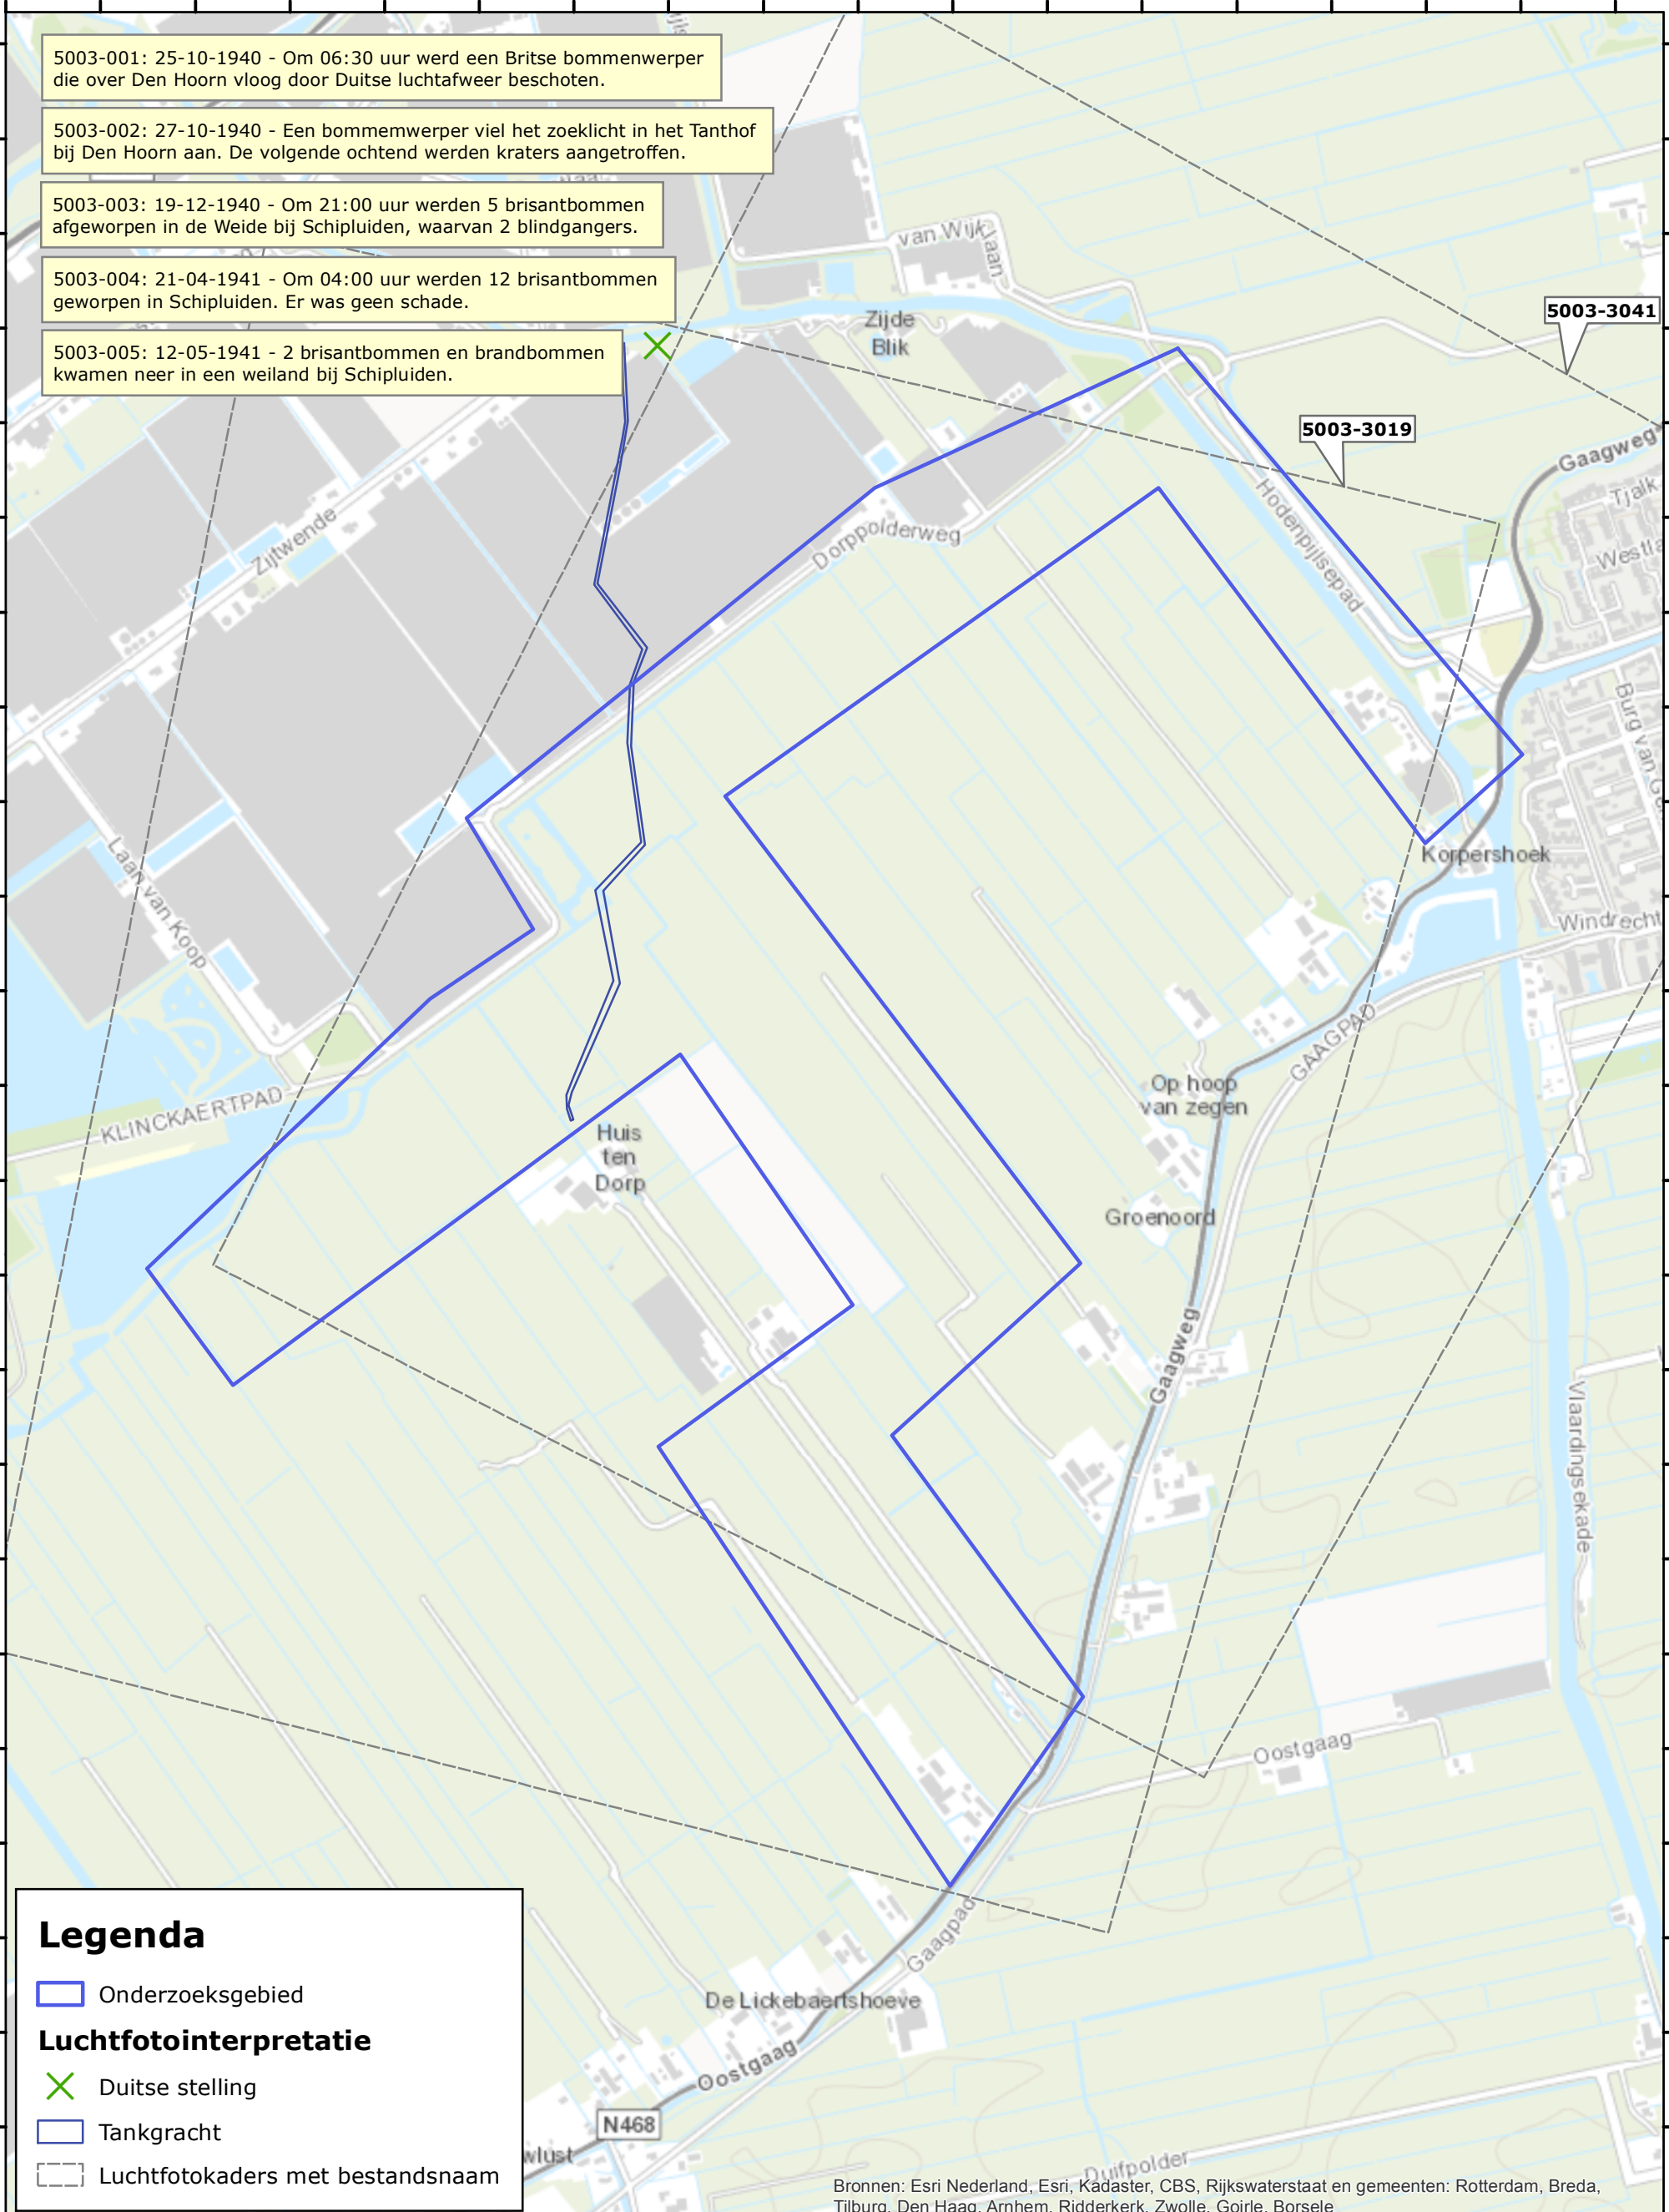 5003-001: 25-10-1940 - Om 06:30 uur werd een Britse bommenwerper
die over Den Hoorn vloog door Duitse luchtafweer beschoten.
5003-002: 27-10-1940 - Een bommemwerper viel het zoeklicht in het Tanthof
bij Den Hoorn aan. De volgende ochtend werden kraters aangetroffen.
5003-003: 19-12-1940 - Om 21:00 uur werden 5 brisantbommen
afgeworpen in de Weide bij Schipluiden, waarvan 2 blindgangers.
5003-004: 21-04-1941 - Om 04:00 uur werden 12 brisantbommen
geworpen in Schipluiden. Er was geen schade.
5003-005: 12-05-1941 - 2 brisantbommen en brandbommen
kwamen neer in een weiland bij Schipluiden.
van Wijklaan
Zijde
Blik
5003-3041
5003-3019
Gaagweg
Tjalk
Westla
Hodenpijlsepad
Dorppolderweg
Zijtwende
Burg van Ge
Laan van Koop
Korpershoek
Windrecht
GAAGPAD
KLINCKAERTPAD
Op hoop
van zegen
Huis
ten
Dorp
Groenoord
Gaagweg
Vlaardingsekade
Oostgaag
Gaagpad
De Lickebaertshoeve
Oostgaag
N468
wlust
Duifpolder
Legenda
Onderzoeksgebied
Luchtfotointerpretatie
Duitse stelling
Tankgracht
Luchtfotokaders met bestandsnaam
Bronnen: Esri Nederland, Esri, Kadaster, CBS, Rijkswaterstaat en gemeenten: Rotterdam, Breda,
Tilburg, Den Haag, Arnhem, Ridderkerk, Zwolle, Goirle, Borsele